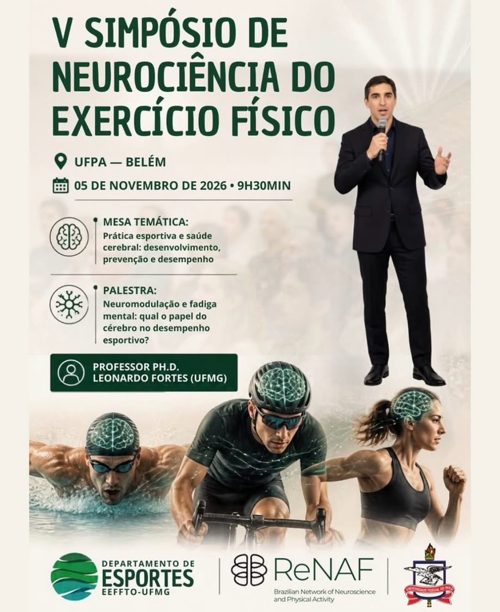 V SIMPÓSIO DE
NEUROCIÊNCIA DO
EXERCÍCIO FÍSICO
UFPA — BELÉM
05 DE NOVEMBRO DE 2026 • 9H30MIN
MESA TEMÁTICA:
Prática esportiva e saúde
cerebral: desenvolvimento,
prevenção e desempenho
PALESTRA:
Neuromodulação e fadiga
mental: qual o papel do
cérebro no desempenho
esportivo?
PROFESSOR PH.D.
LEONARDO FORTES (UFMG)
DEPARTAMENTO DE
ESPORTES
EEFFTO-UFMG
ReNAF
Brazilian Network of Neuroscience
and Physical Activity